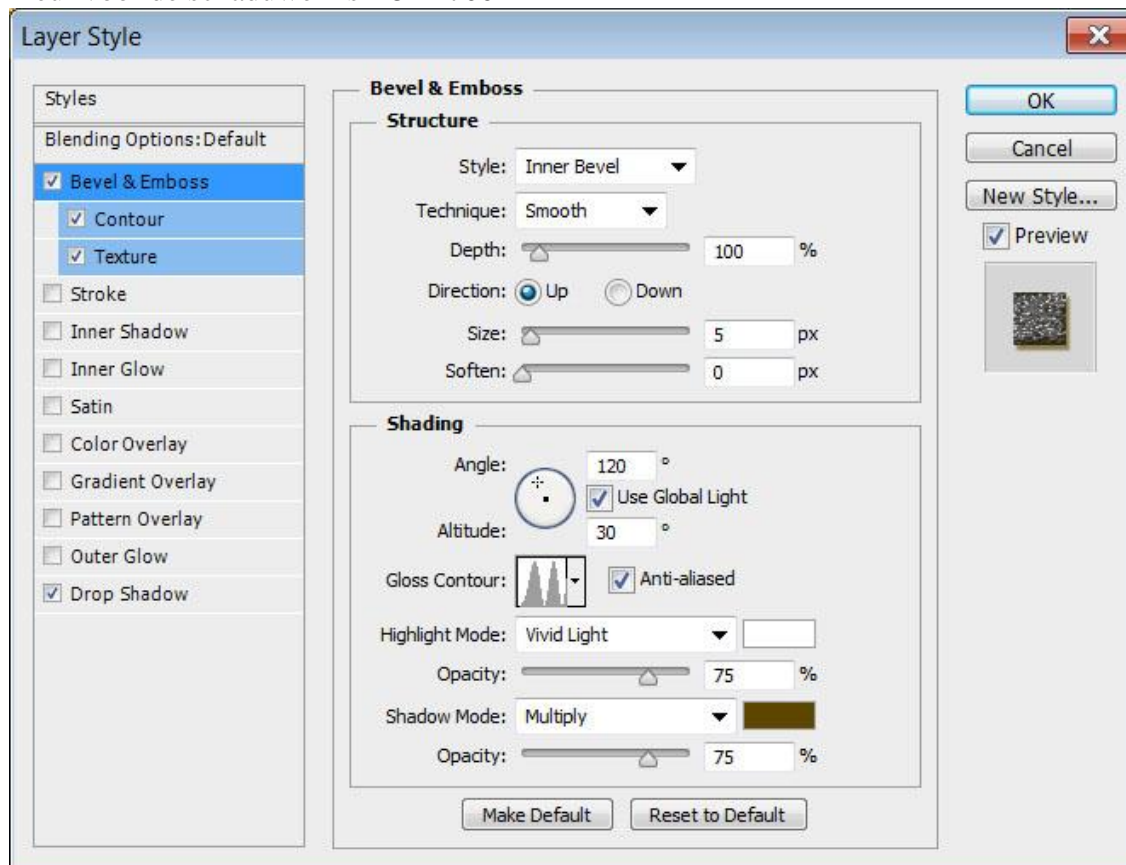 Layer Style
Styles
Blending Options: Default
Bevel & Emboss
Contour
Texture
Stroke
Inner Shadow
Inner Glow
Satin
Color Overlay
Gradient Overlay
Pattern Overlay
Outer Glow
Drop Shadow
Bevel & Emboss
Structure
Style: Inner Bevel
Technique: Smooth
Depth: 100 %
Direction: Up Down
Size: 5 px
Soften: 0 px
Shading
Angle: 120 °
Use Global Light
Altitude: 30 °
Gloss Contour: Anti-aliased
Highlight Mode: Vivid Light
Opacity: 75 %
Shadow Mode: Multiply
Opacity: 75 %
Make Default Reset to Default
OK
Cancel
New Style...
Preview